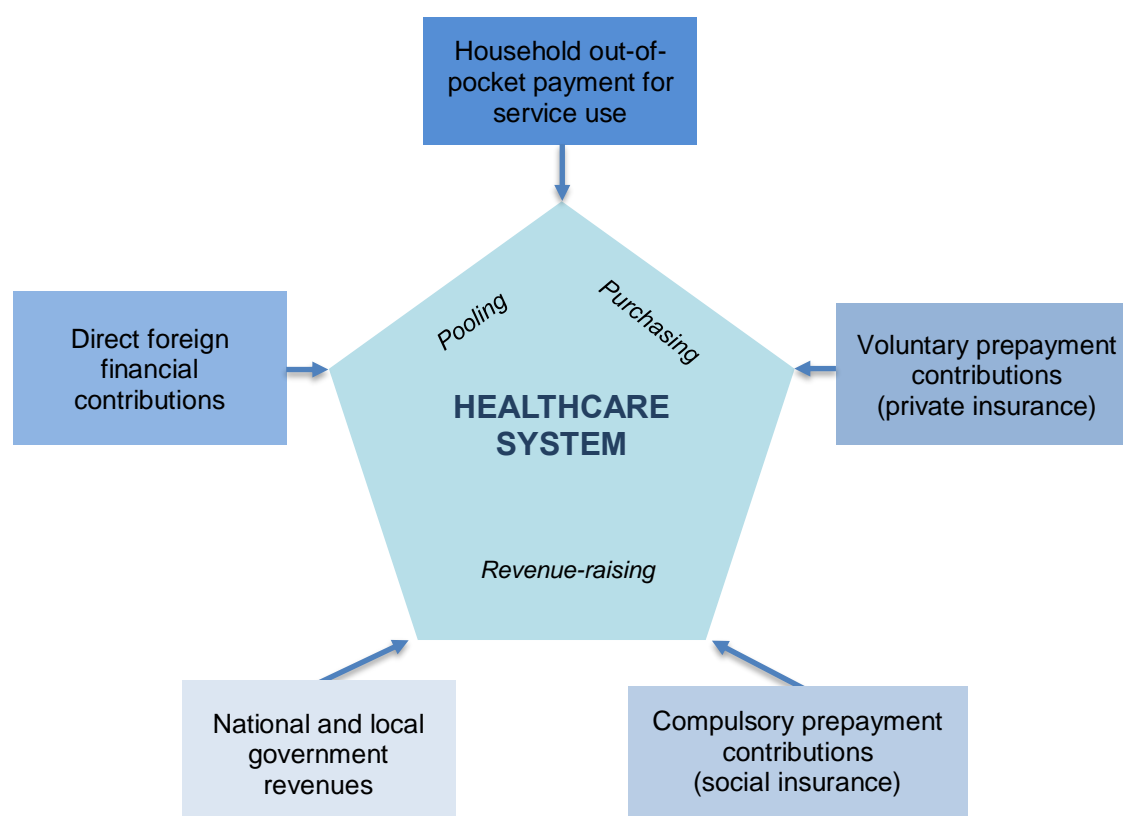 Household out-of-
pocket payment for
service use
Pooling
Purchasing
Direct foreign
financial
contributions
HEALTHCARE
SYSTEM
Voluntary prepayment
contributions
(private insurance)
Revenue-raising
National and local
government
revenues
Compulsory prepayment
contributions
(social insurance)